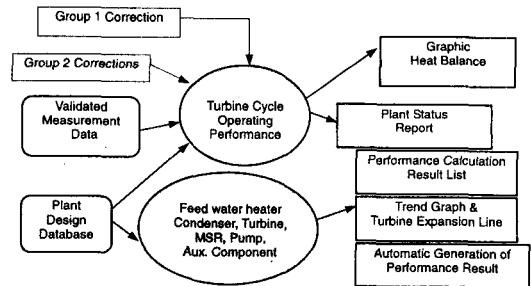 Group 1 Correction
Group 2 Corrections
Validated
Measurement
Data
Plant
Design
Database
Turbine Cycle
Operating
Performance
Feed water heater
Condenser, Turbine,
MSR, Pump,
Aux. Component
Graphic
Heat Balance
Plant Status
Report
Performance Calculation
Result List
Trend Graph &
Turbine Expansion Line
Automatic Generation of
Performance Result